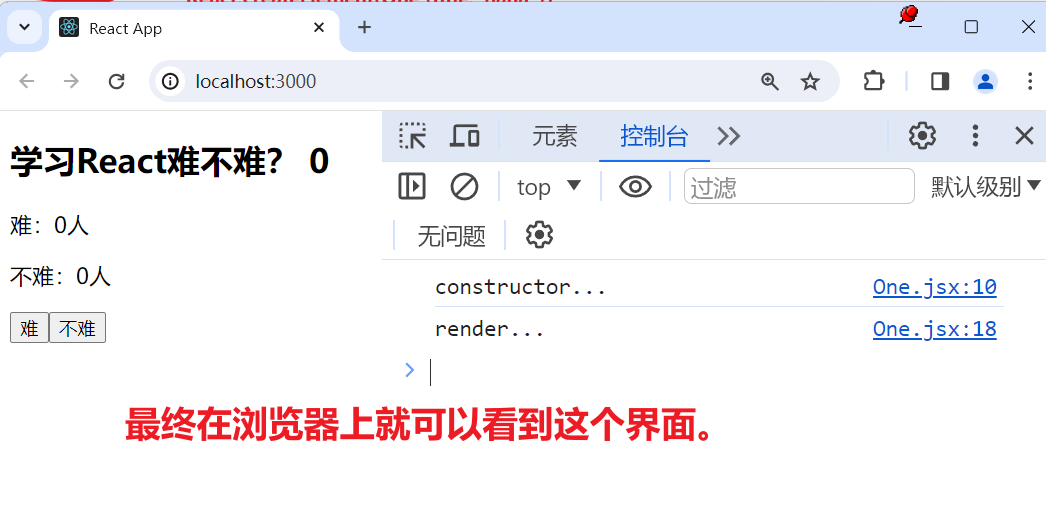 React App
localhost:3000
学习React难不难? 0
难：0人
不难：0人
难 不难
元素 控制台
top 过滤 默认级别
无问题
constructor... One.jsx:10
render... One.jsx:18
最终在浏览器上就可以看到这个界面。